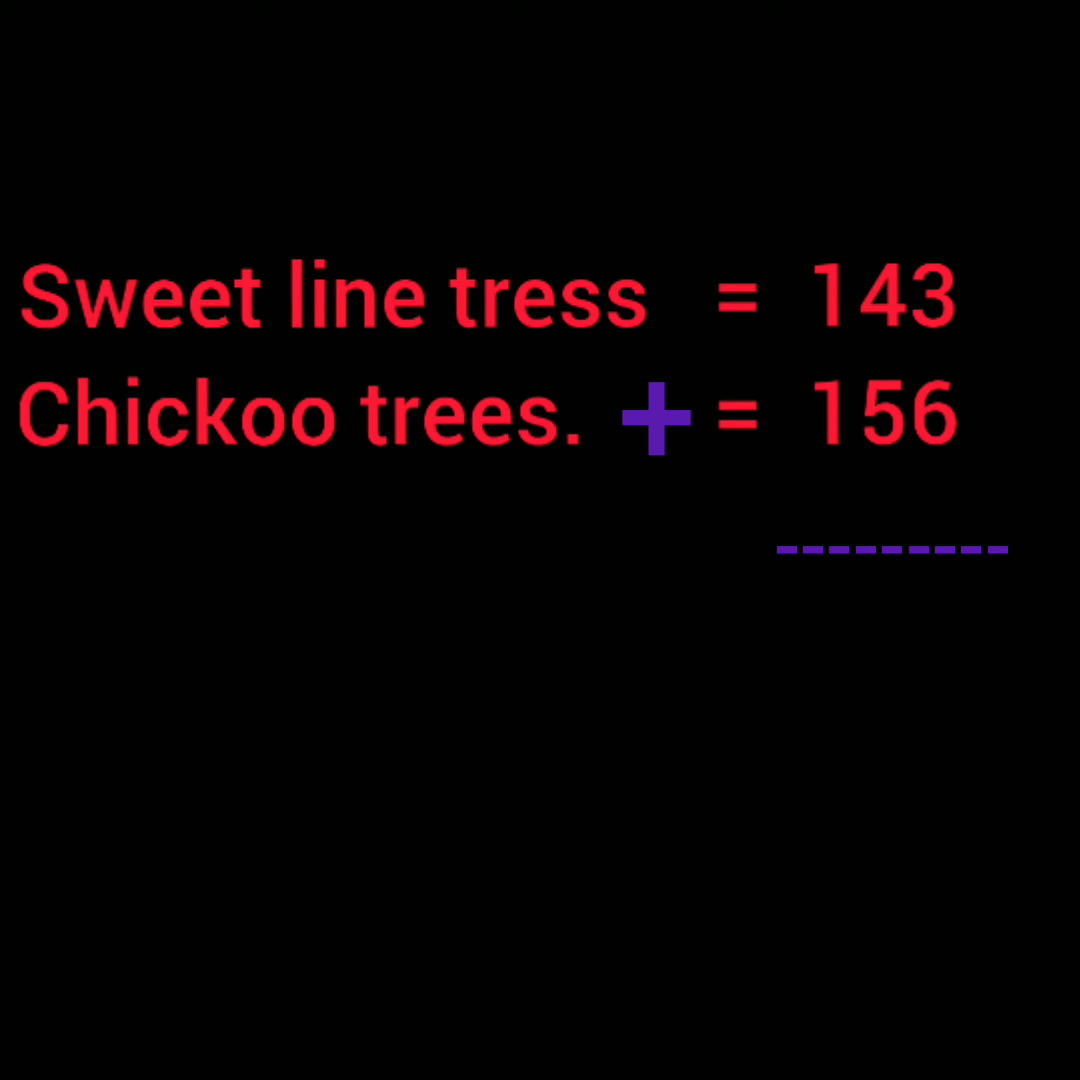 Sweet line tress = 143
Chickoo trees. + = 156
---------